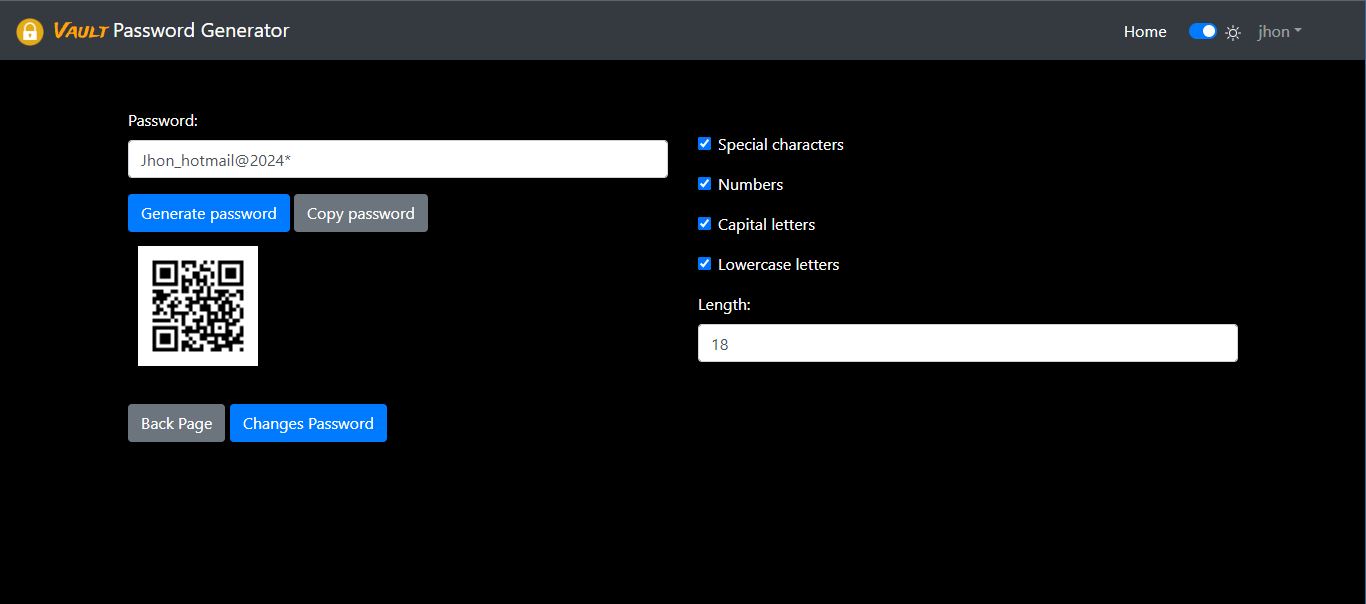 Vault Password Generator
Home
jhon
Password:
Jhon_hotmail@2024*
Generate password
Copy password
Special characters
Numbers
Capital letters
Lowercase letters
Length:
18
Back Page
Changes Password